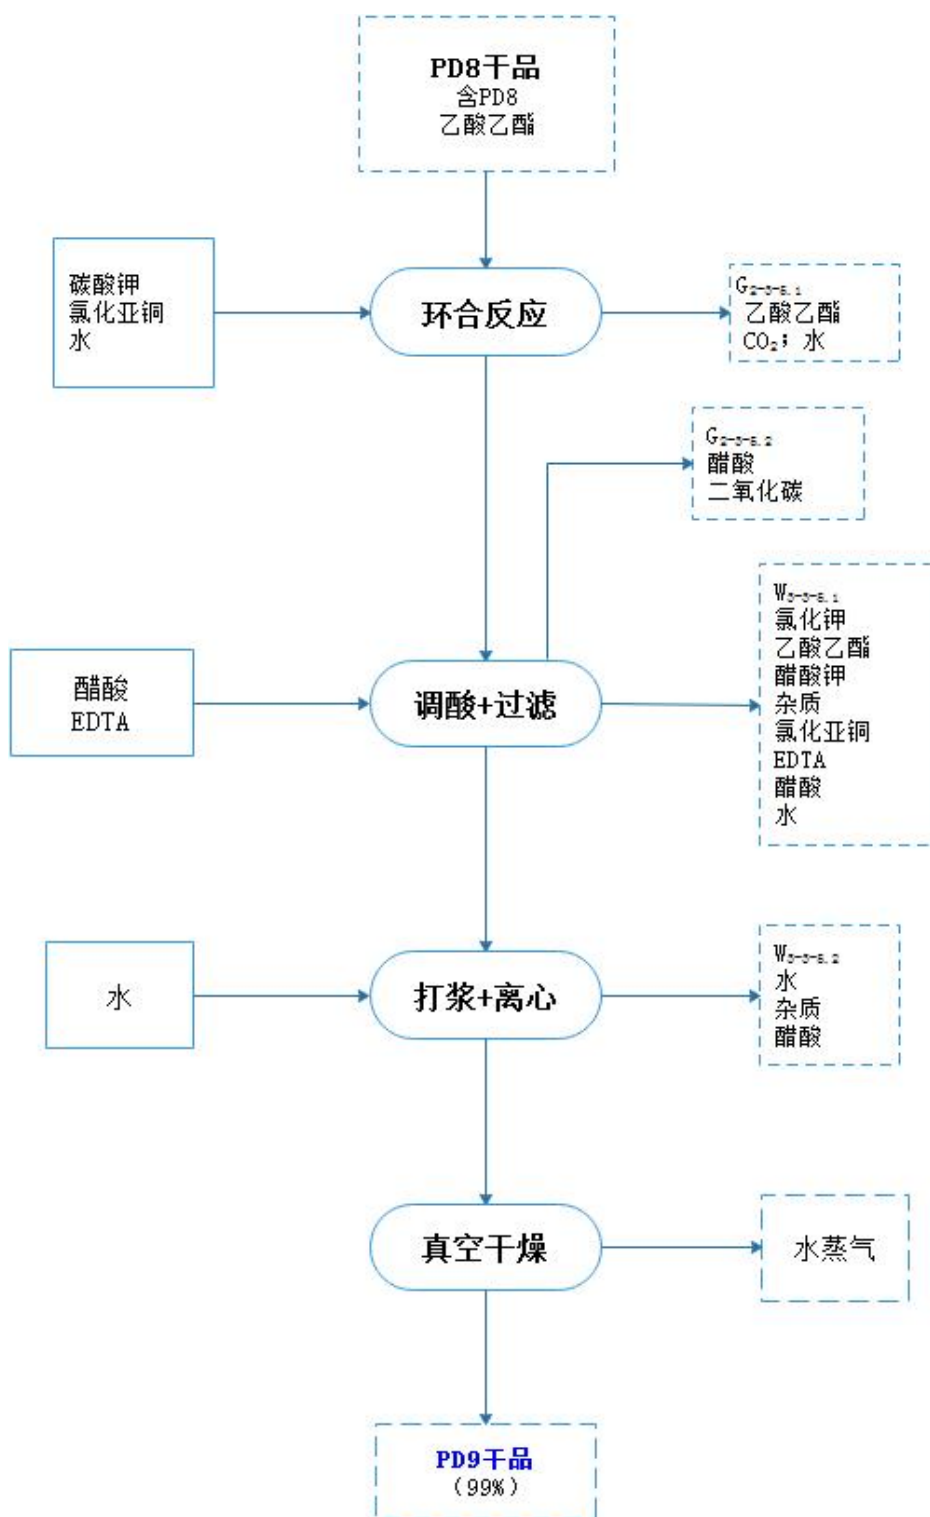 PD8干品
含PD8
乙酸乙酯
碳酸钾
氯化亚铜
水
环合反应
乙酸乙酯
CO₂；水
醋酸
二氧化碳
醋酸
EDTA
调酸+过滤
氯化钾
乙酸乙酯
醋酸钾
杂质
氯化亚铜
EDTA
醋酸
水
水
打浆+离心
水
杂质
醋酸
真空干燥
水蒸气
PD9干品
（99%）